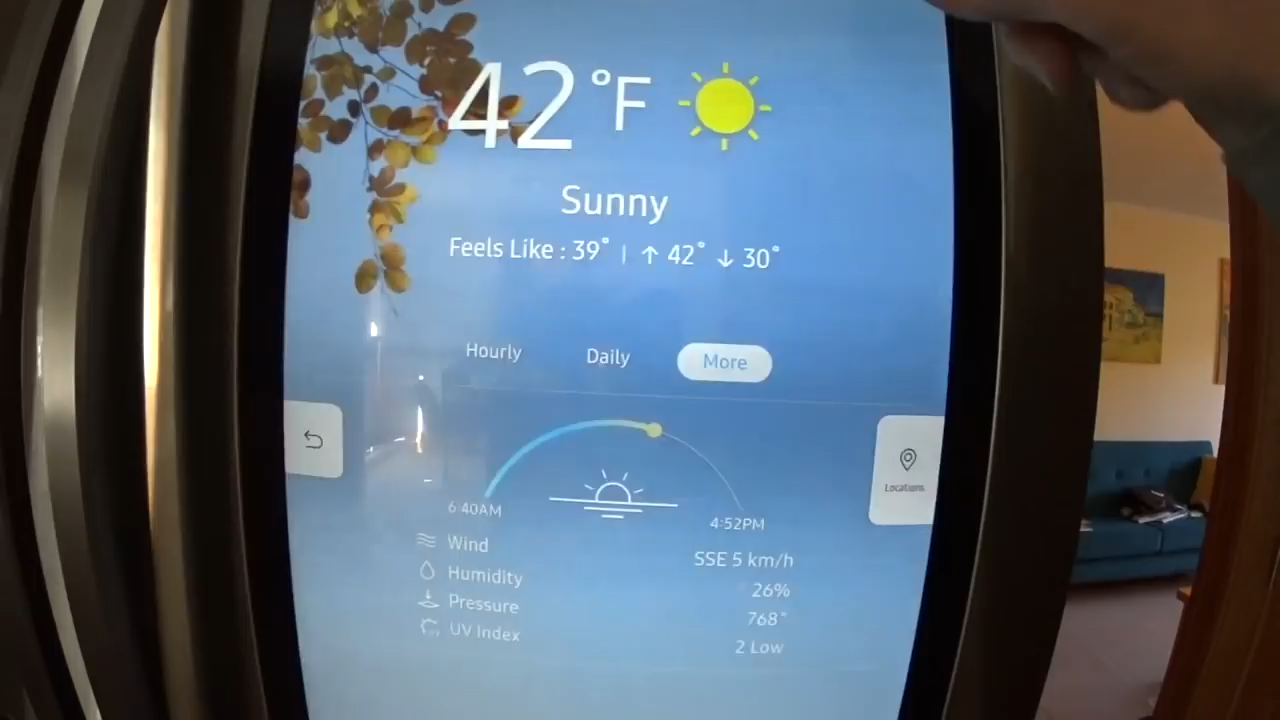 42°F
Sunny
Feels Like : 39° | ↑ 42° ↓ 30°
Hourly Daily More
Locations
6:40AM 4:52PM
Wind SSE 5 km/h
Humidity 26%
Pressure 768"
UV Index 2 Low